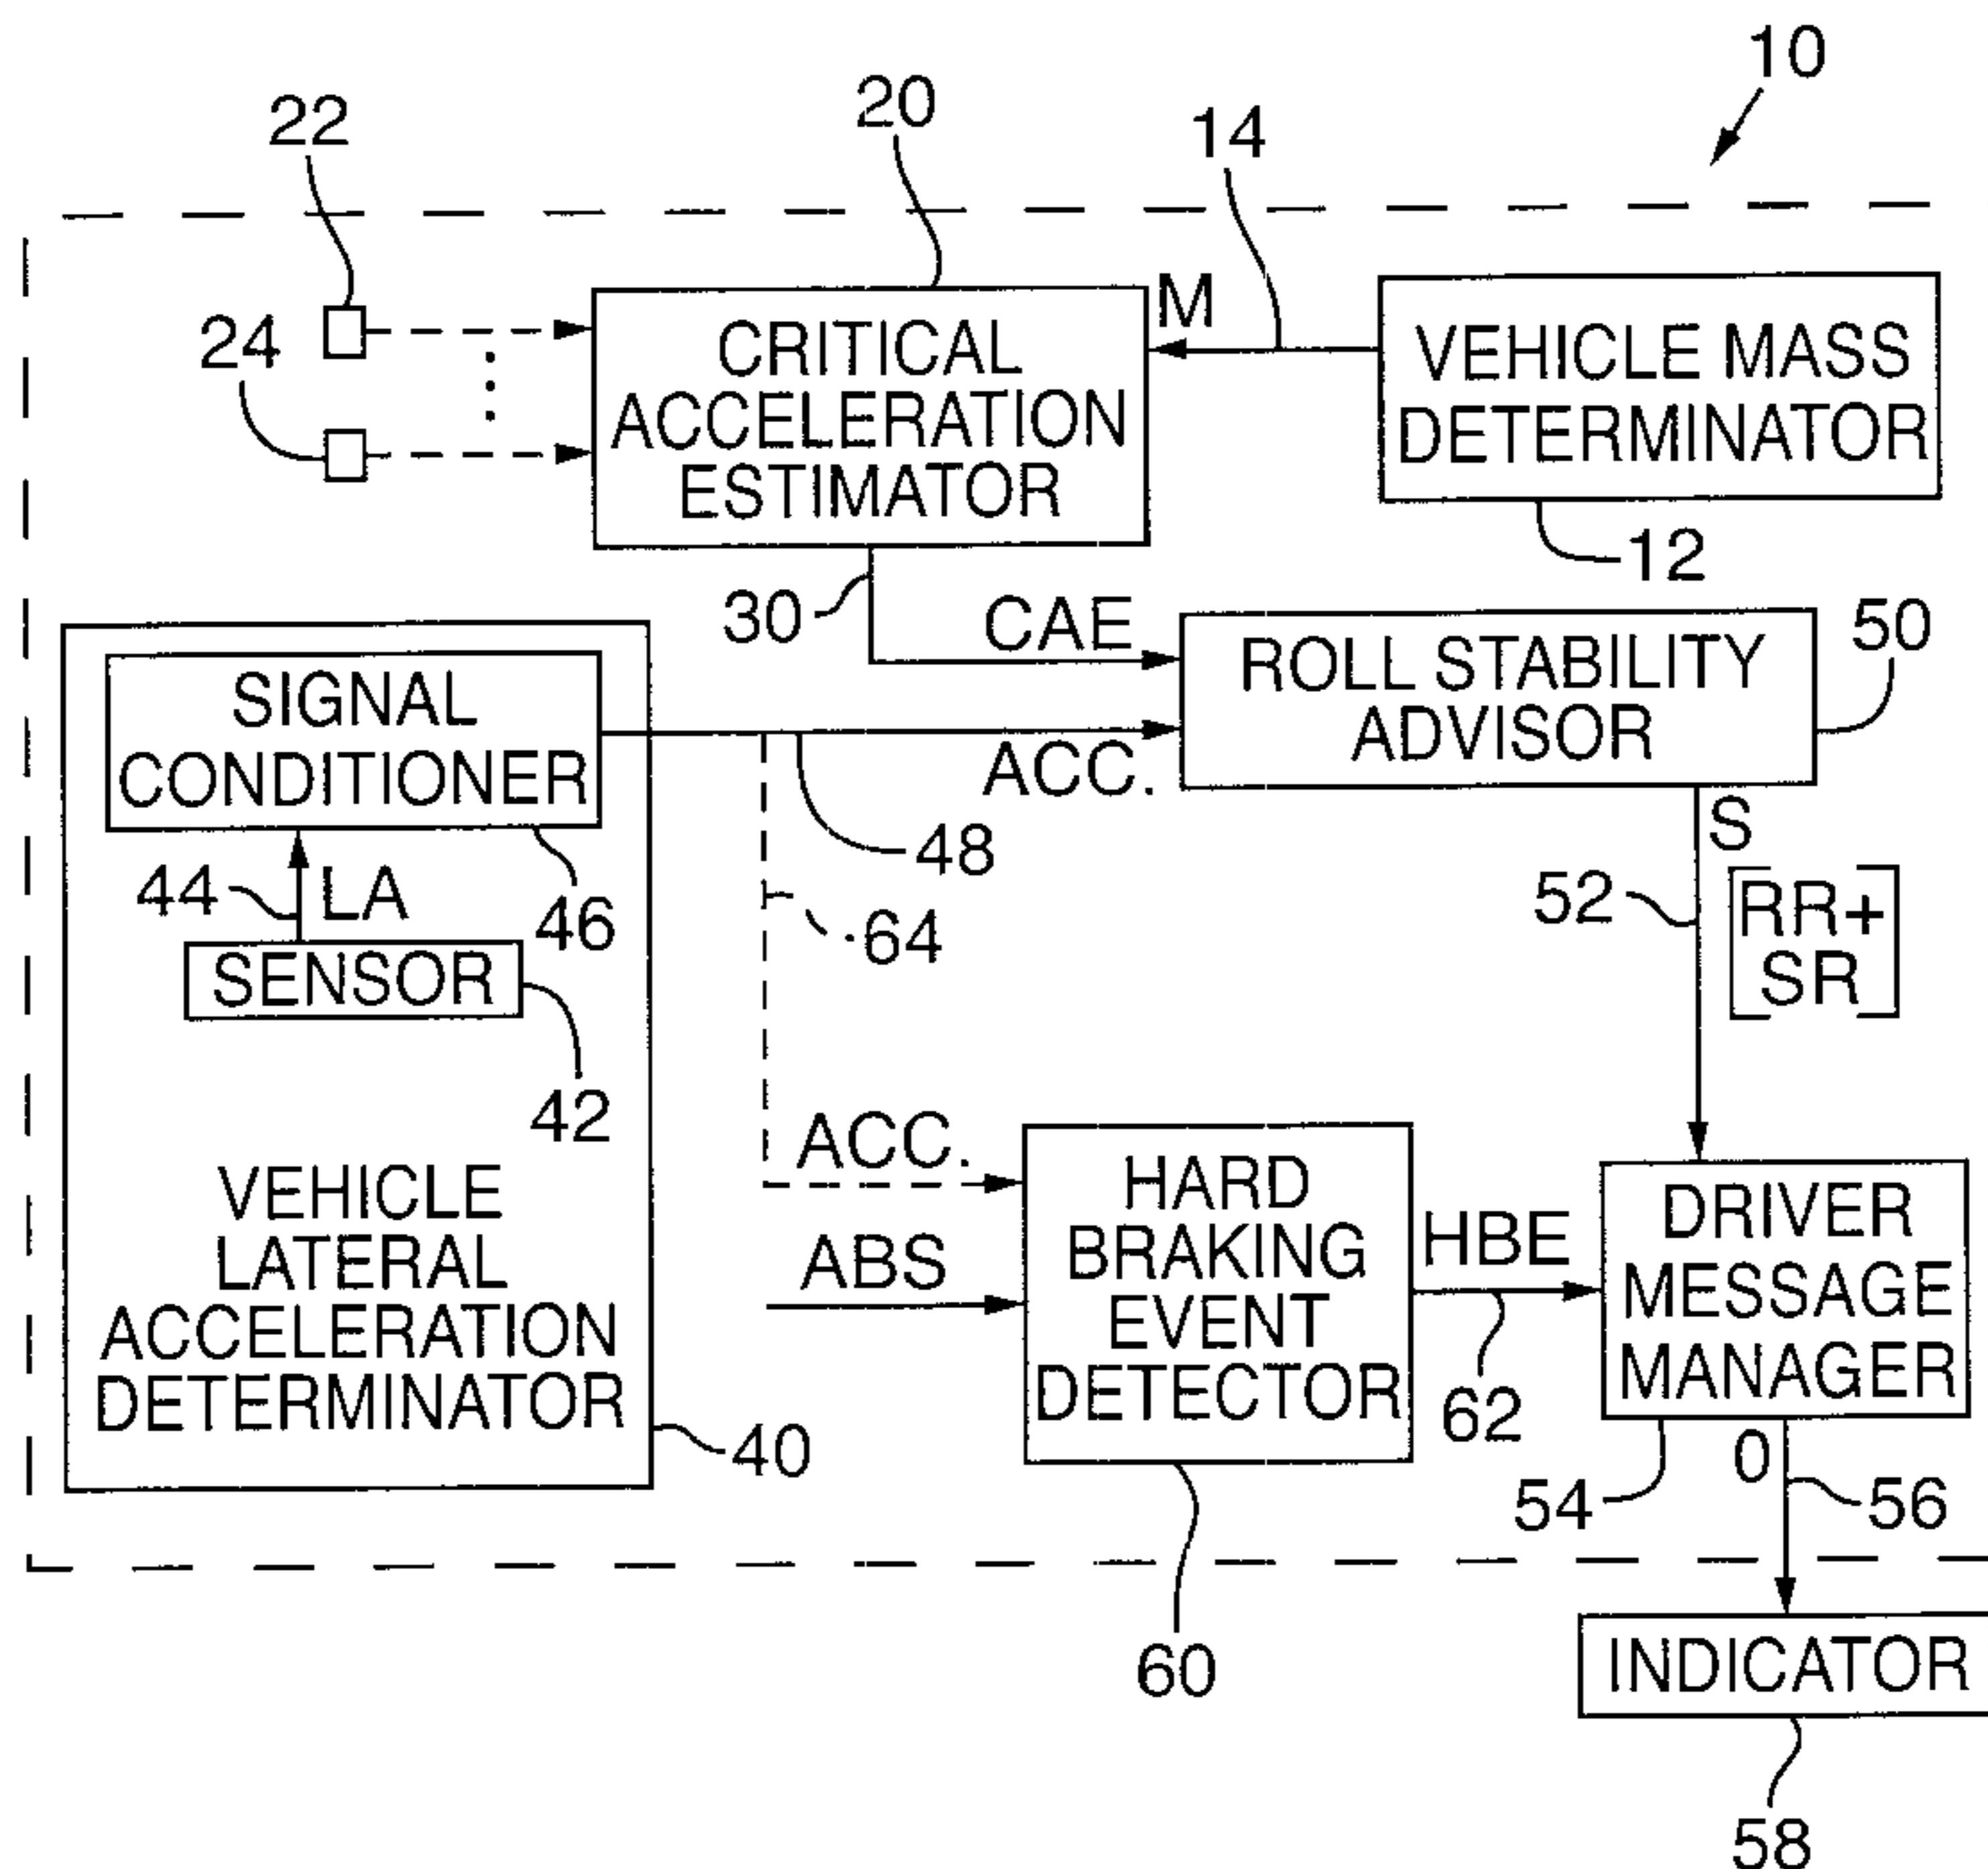 10
22
20
14
24
CRITICAL
ACCELERATION
ESTIMATOR
M
VEHICLE MASS
DETERMINATOR
12
30
CAE
50
SIGNAL
CONDITIONER
ROLL STABILITY
ADVISOR
ACC.
48
S
44
LA
46
64
52
RR+
SR
SENSOR
42
VEHICLE
LATERAL
ACCELERATION
DETERMINATOR
40
ACC.
ABS
HARD
BRAKING
EVENT
DETECTOR
HBE
62
DRIVER
MESSAGE
MANAGER
54
O
56
60
INDICATOR
58